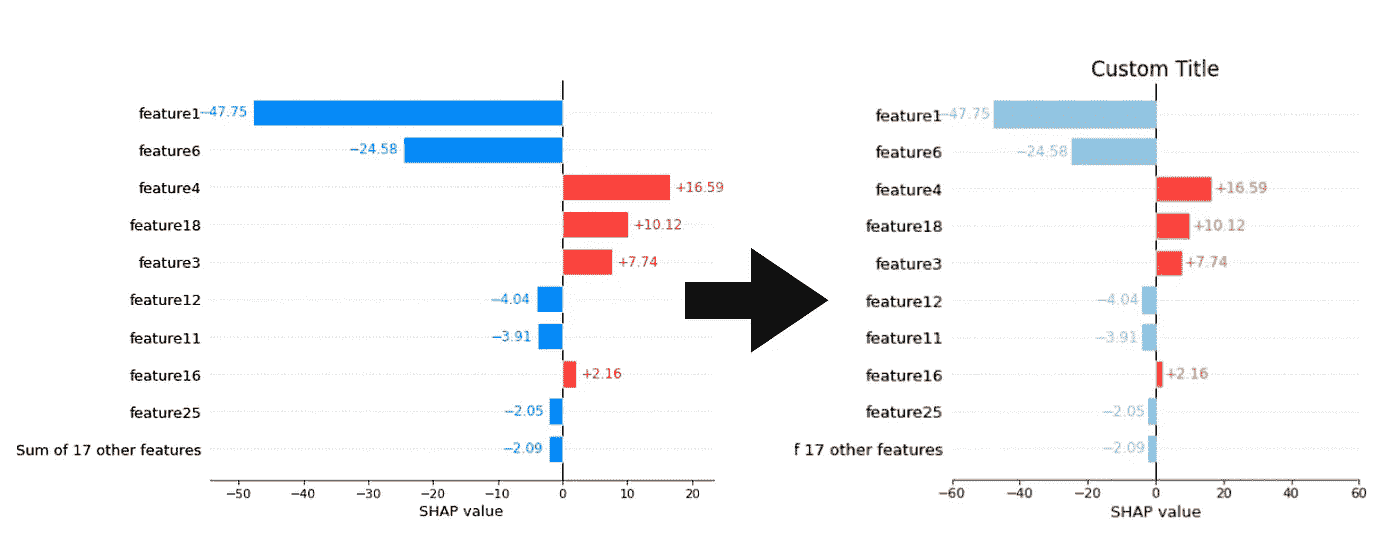 feature1 −47.75
feature6 −24.58
feature4 +16.59
feature18 +10.12
feature3 +7.74
feature12 −4.04
feature11 −3.91
feature16 +2.16
feature25 −2.05
Sum of 17 other features −2.09
−50 −40 −30 −20 −10 0 10 20
SHAP value
Custom Title
feature1 −47.75
feature6 −24.58
feature4 +16.59
feature18 +10.12
feature3 +7.74
feature12 −4.04
feature11 −3.91
feature16 +2.16
feature25 −2.05
f 17 other features −2.09
−60 −40 −20 0 20 40 60
SHAP value